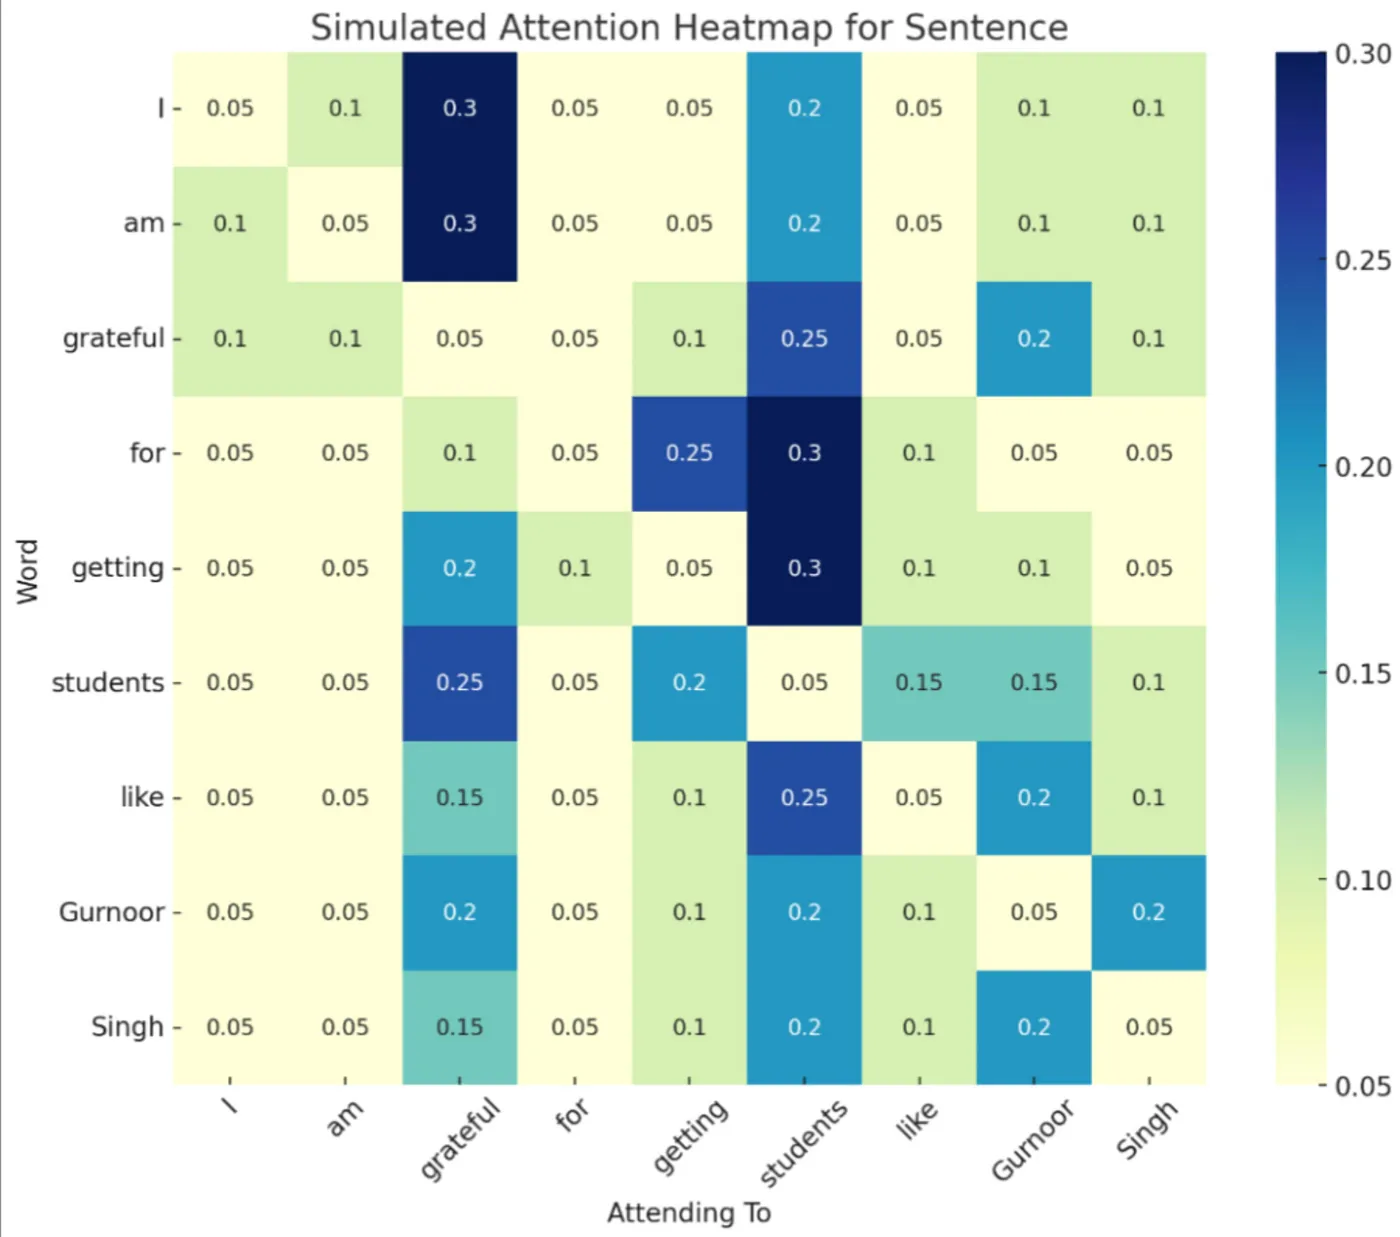 Simulated Attention Heatmap for Sentence
I 0.05 0.1 0.3 0.05 0.05 0.2 0.05 0.1 0.1
am 0.1 0.05 0.3 0.05 0.05 0.2 0.05 0.1 0.1
grateful 0.1 0.1 0.05 0.05 0.1 0.25 0.05 0.2 0.1
for 0.05 0.05 0.1 0.05 0.25 0.3 0.1 0.05 0.05
getting 0.05 0.05 0.2 0.1 0.05 0.3 0.1 0.1 0.05
students 0.05 0.05 0.25 0.05 0.2 0.05 0.15 0.15 0.1
like 0.05 0.05 0.15 0.05 0.1 0.25 0.05 0.2 0.1
Gurnoor 0.05 0.05 0.2 0.05 0.1 0.2 0.1 0.05 0.2
Singh 0.05 0.05 0.15 0.05 0.1 0.2 0.1 0.2 0.05
I am grateful for getting students like Gurnoor Singh
Attending To
Word
0.30
0.25
0.20
0.15
0.10
0.05